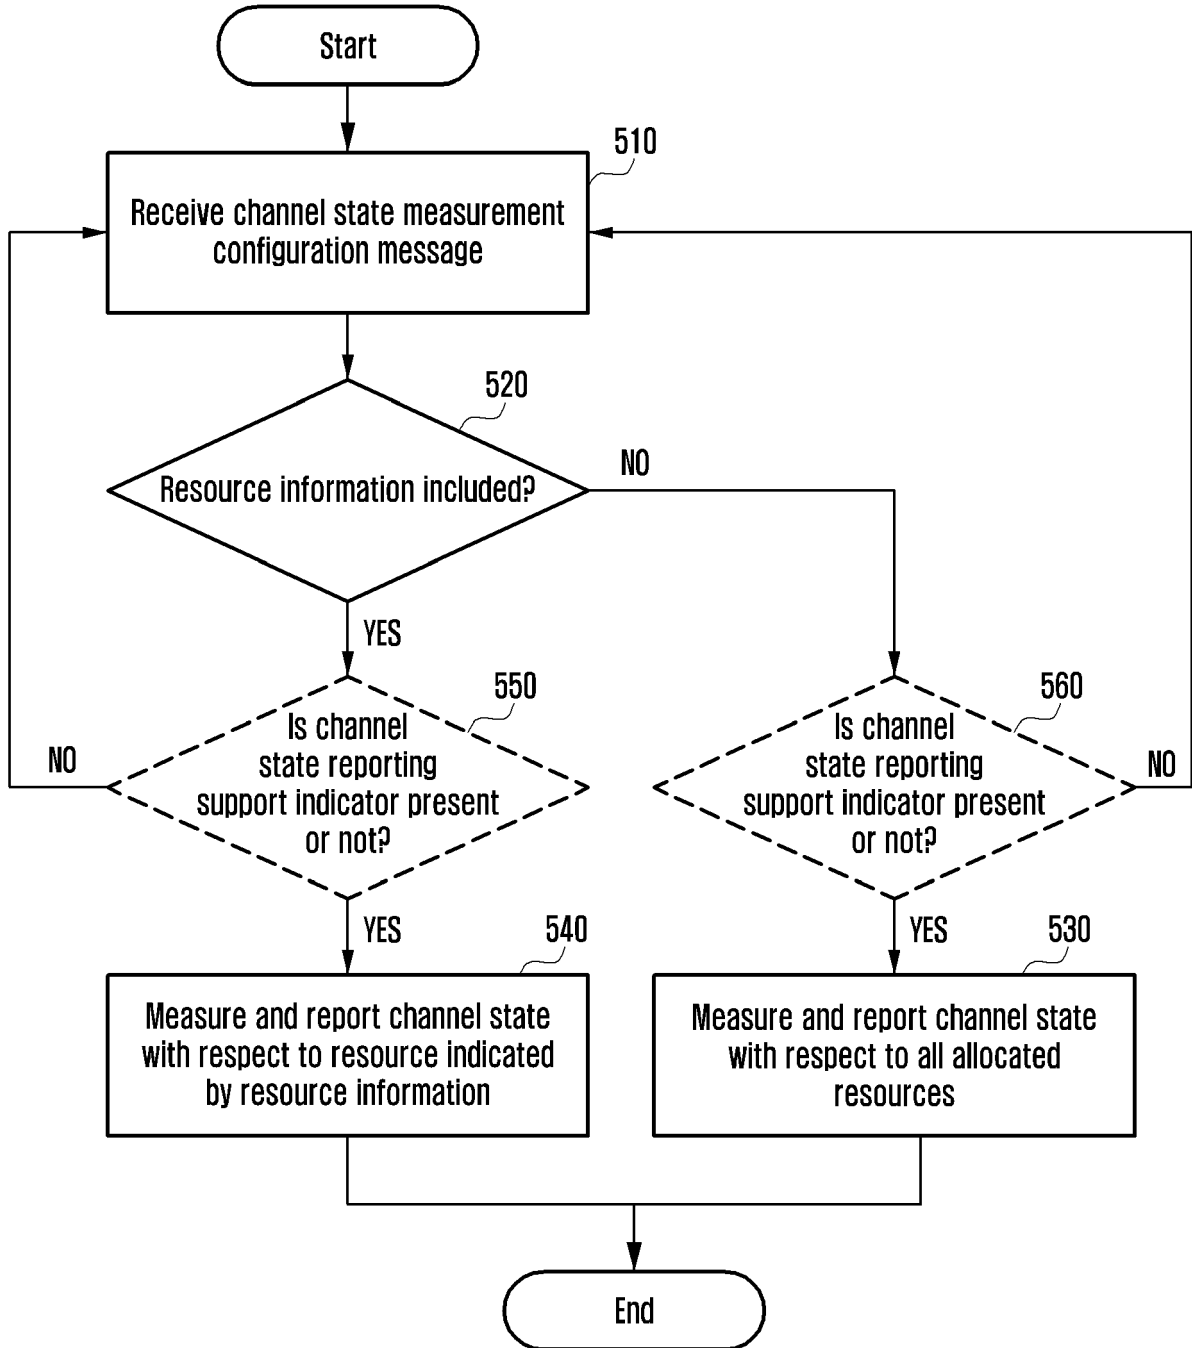 Start
510
Receive channel state measurement
configuration message
520
Resource information included?
NO
YES
550
Is channel
state reporting
support indicator present
or not?
NO
560
Is channel
state reporting
support indicator present
or not?
NO
YES
540
Measure and report channel state
with respect to resource indicated
by resource information
YES
530
Measure and report channel state
with respect to all allocated
resources
End